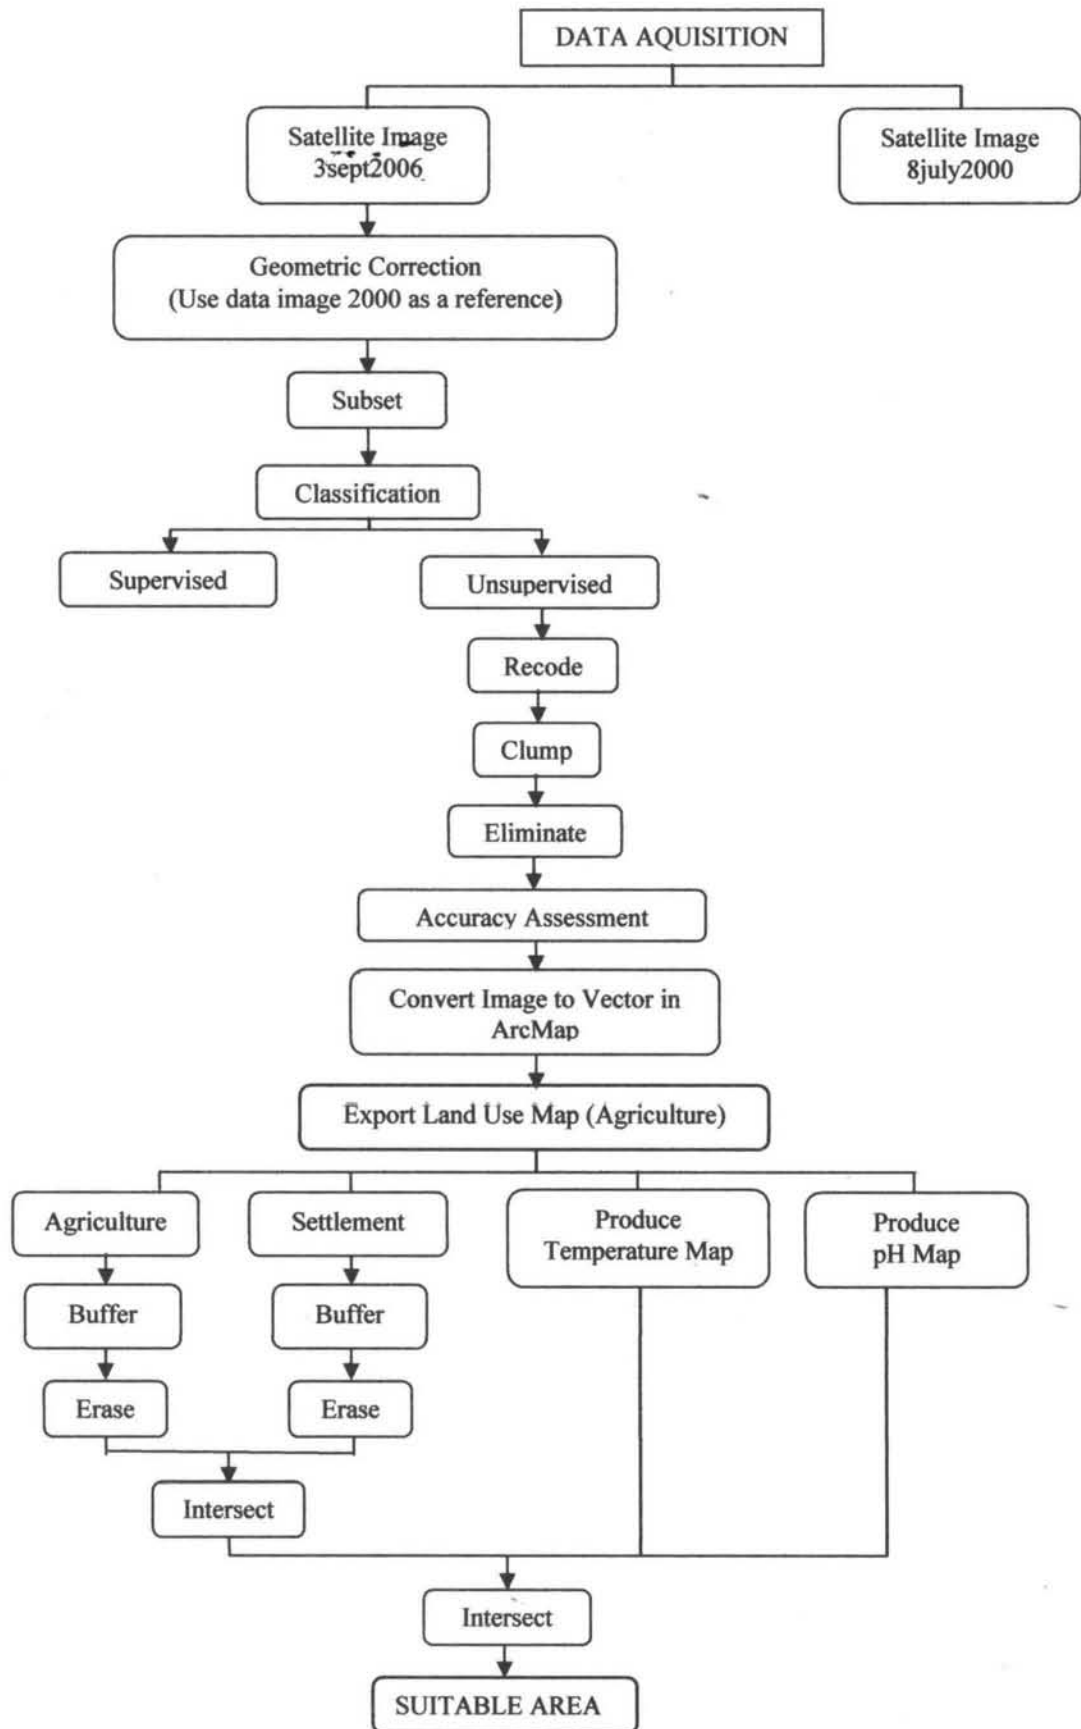 DATA AQUISITION
Satellite Image
3sept2006
Satellite Image
8july2000
Geometric Correction
(Use data image 2000 as a reference)
Subset
Classification
Supervised
Unsupervised
Recode
Clump
Eliminate
Accuracy Assessment
Convert Image to Vector in
ArcMap
Export Land Use Map (Agriculture)
Agriculture
Settlement
Produce
Temperature Map
Produce
pH Map
Buffer
Buffer
Erase
Erase
Intersect
Intersect
SUITABLE AREA